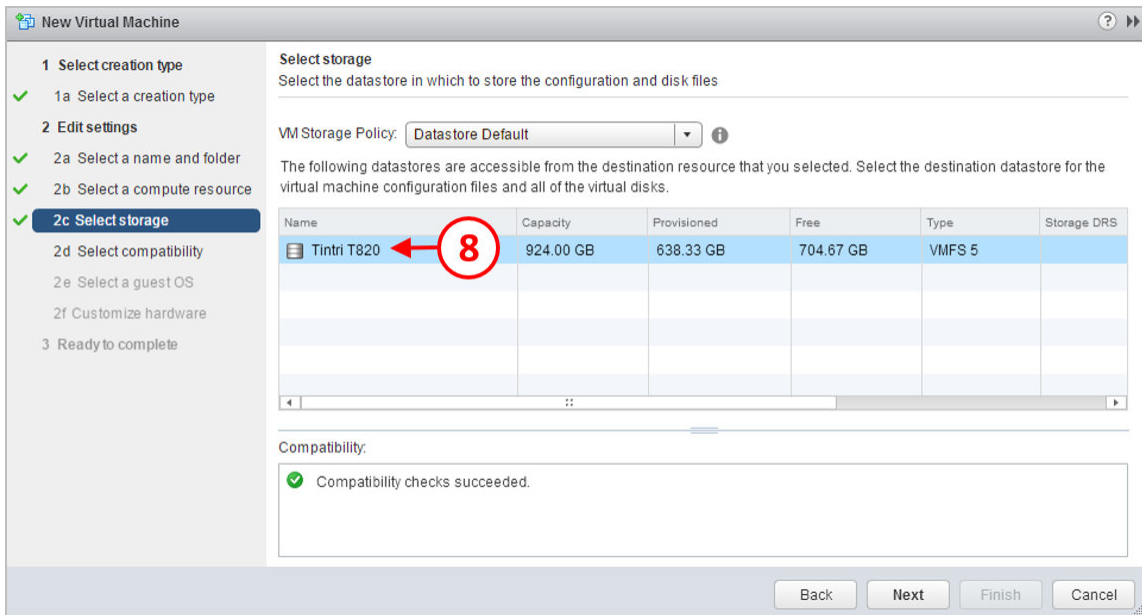 New Virtual Machine
?
1 Select creation type
1a Select a creation type
2 Edit settings
2a Select a name and folder
2b Select a compute resource
2c Select storage
2d Select compatibility
2e Select a guest OS
2f Customize hardware
3 Ready to complete
Select storage
Select the datastore in which to store the configuration and disk files
VM Storage Policy: Datastore Default
The following datastores are accessible from the destination resource that you selected. Select the destination datastore for the
virtual machine configuration files and all of the virtual disks.
Name Capacity Provisioned Free Type Storage DRS
Tintri T820 8 924.00 GB 638.33 GB 704.67 GB VMFS 5
Compatibility:
Compatibility checks succeeded.
Back Next Finish Cancel